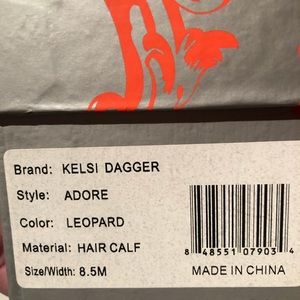 Brand: KELSI DAGGER
Style: ADORE
Color: LEOPARD
Material: HAIR CALF
Size/Width: 8.5M
8 48551 07903 4
MADE IN CHINA